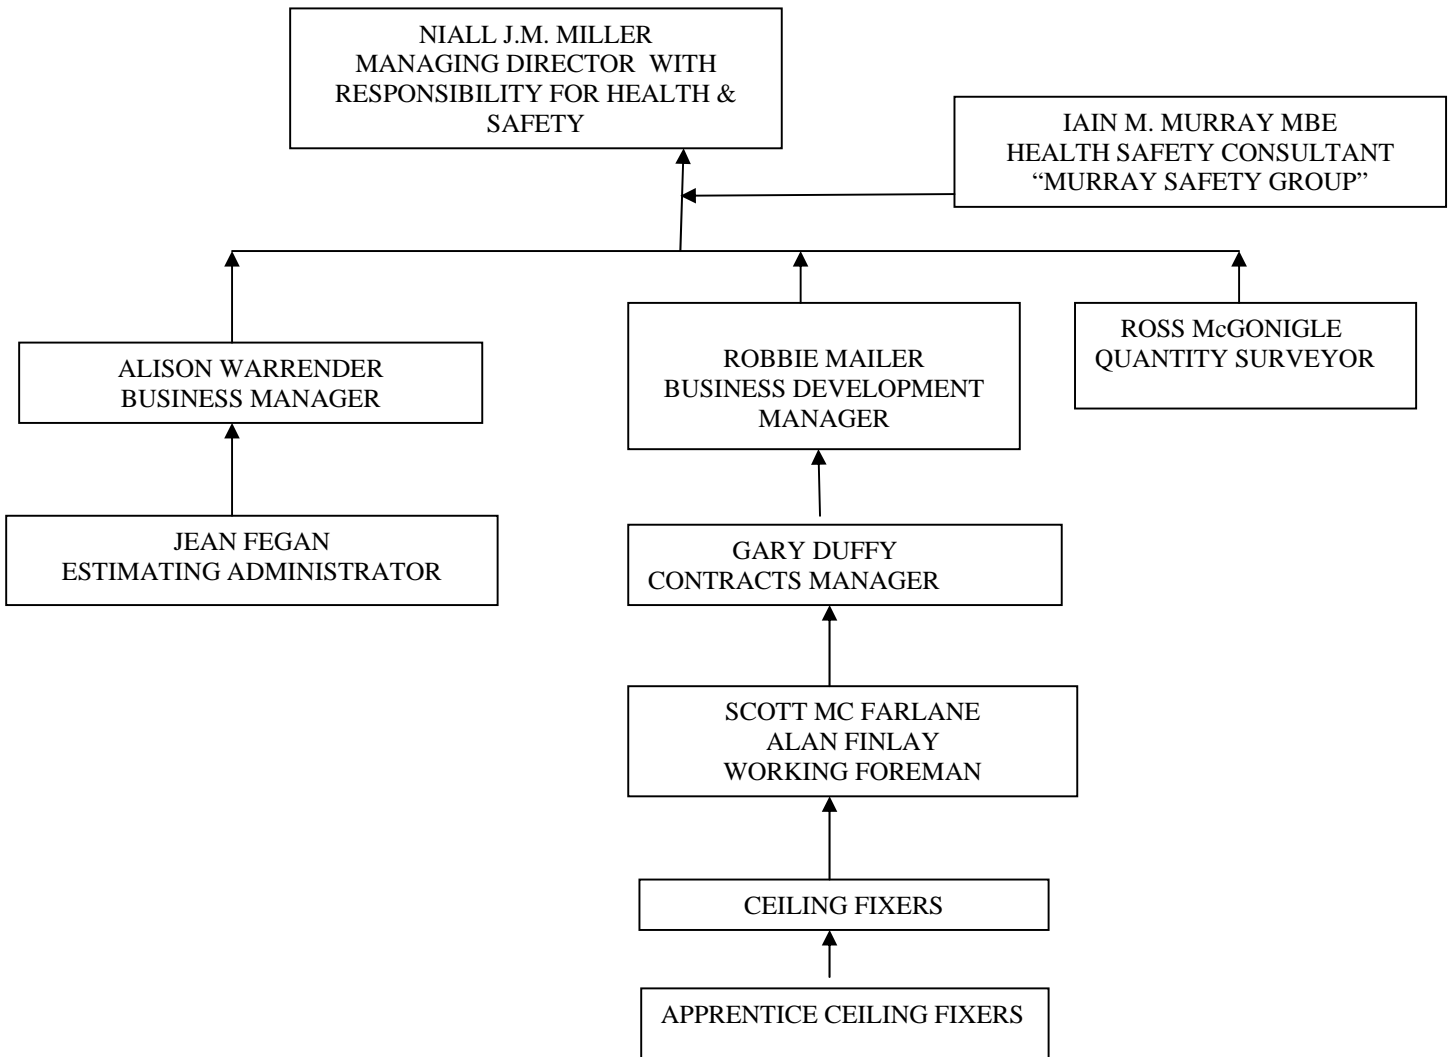 NIALL J.M. MILLER
MANAGING DIRECTOR WITH
RESPONSIBILITY FOR HEALTH &
SAFETY
IAIN M. MURRAY MBE
HEALTH SAFETY CONSULTANT
“MURRAY SAFETY GROUP”
ALISON WARRENDER
BUSINESS MANAGER
ROBBIE MAILER
BUSINESS DEVELOPMENT
MANAGER
ROSS McGONIGLE
QUANTITY SURVEYOR
JEAN FEGAN
ESTIMATING ADMINISTRATOR
GARY DUFFY
CONTRACTS MANAGER
SCOTT MC FARLANE
ALAN FINLAY
WORKING FOREMAN
CEILING FIXERS
APPRENTICE CEILING FIXERS